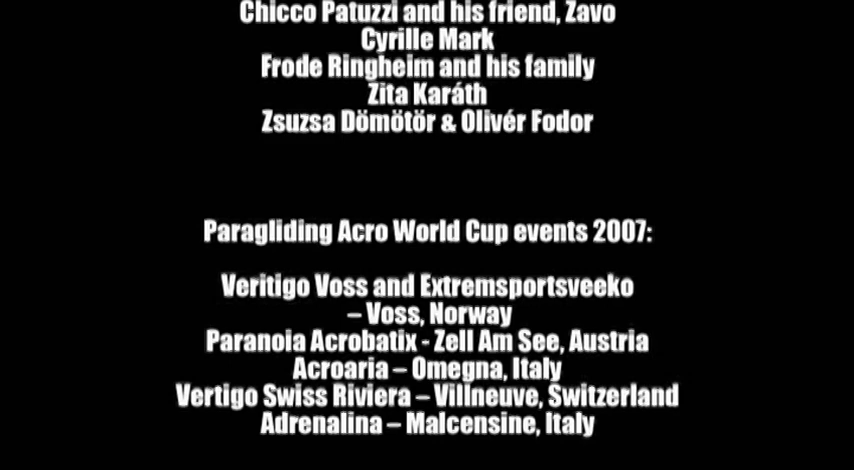 Chicco Patuzzi and his friend, Zavo
Cyrille Mark
Frode Ringheim and his family
Zita Karáth
Zsuzsa Dömötör & Olivér Fodor
Paragliding Acro World Cup events 2007:
Veritigo Voss and Extremsportsveeko
– Voss, Norway
Paranoia Acrobatix - Zell Am See, Austria
Acroaria – Omegna, Italy
Vertigo Swiss Riviera – Villneuve, Switzerland
Adrenalina – Malcensine, Italy